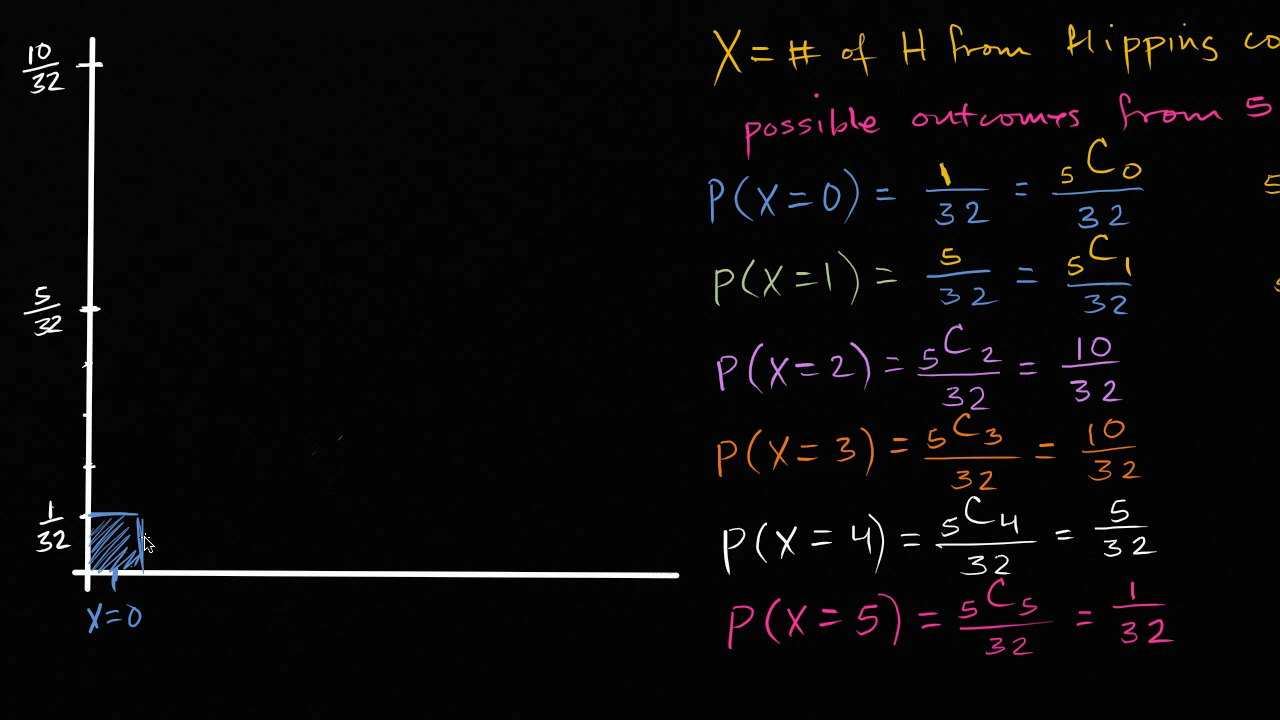 10/32
5/32
1/32
X=0
X = # of H from flipping co
possible outcomes from 5
P(X=0) = 1/32 = ₅C₀/32
P(X=1) = 5/32 = ₅C₁/32
P(X=2) = ₅C₂/32 = 10/32
P(X=3) = ₅C₃/32 = 10/32
P(X=4) = ₅C₄/32 = 5/32
P(X=5) = ₅C₅/32 = 1/32
5